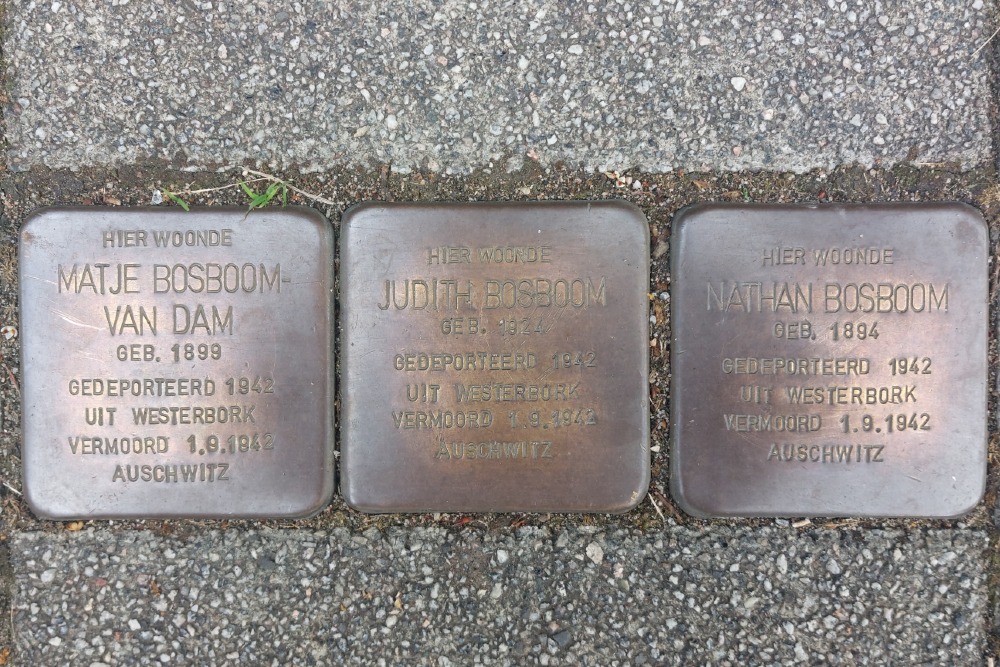 HIER WOONDE
MATJE BOSBOOM-
VAN DAM
GEB. 1899
GEDEPORTEERD 1942
UIT WESTERBORK
VERMOORD 1.9.1942
AUSCHWITZ
HIER WOONDE
JUDITH BOSBOOM
GEB. 1924
GEDEPORTEERD 1942
UIT WESTERBORK
VERMOORD 1.9.1942
AUSCHWITZ
HIER WOONDE
NATHAN BOSBOOM
GEB. 1894
GEDEPORTEERD 1942
UIT WESTERBORK
VERMOORD 1.9.1942
AUSCHWITZ